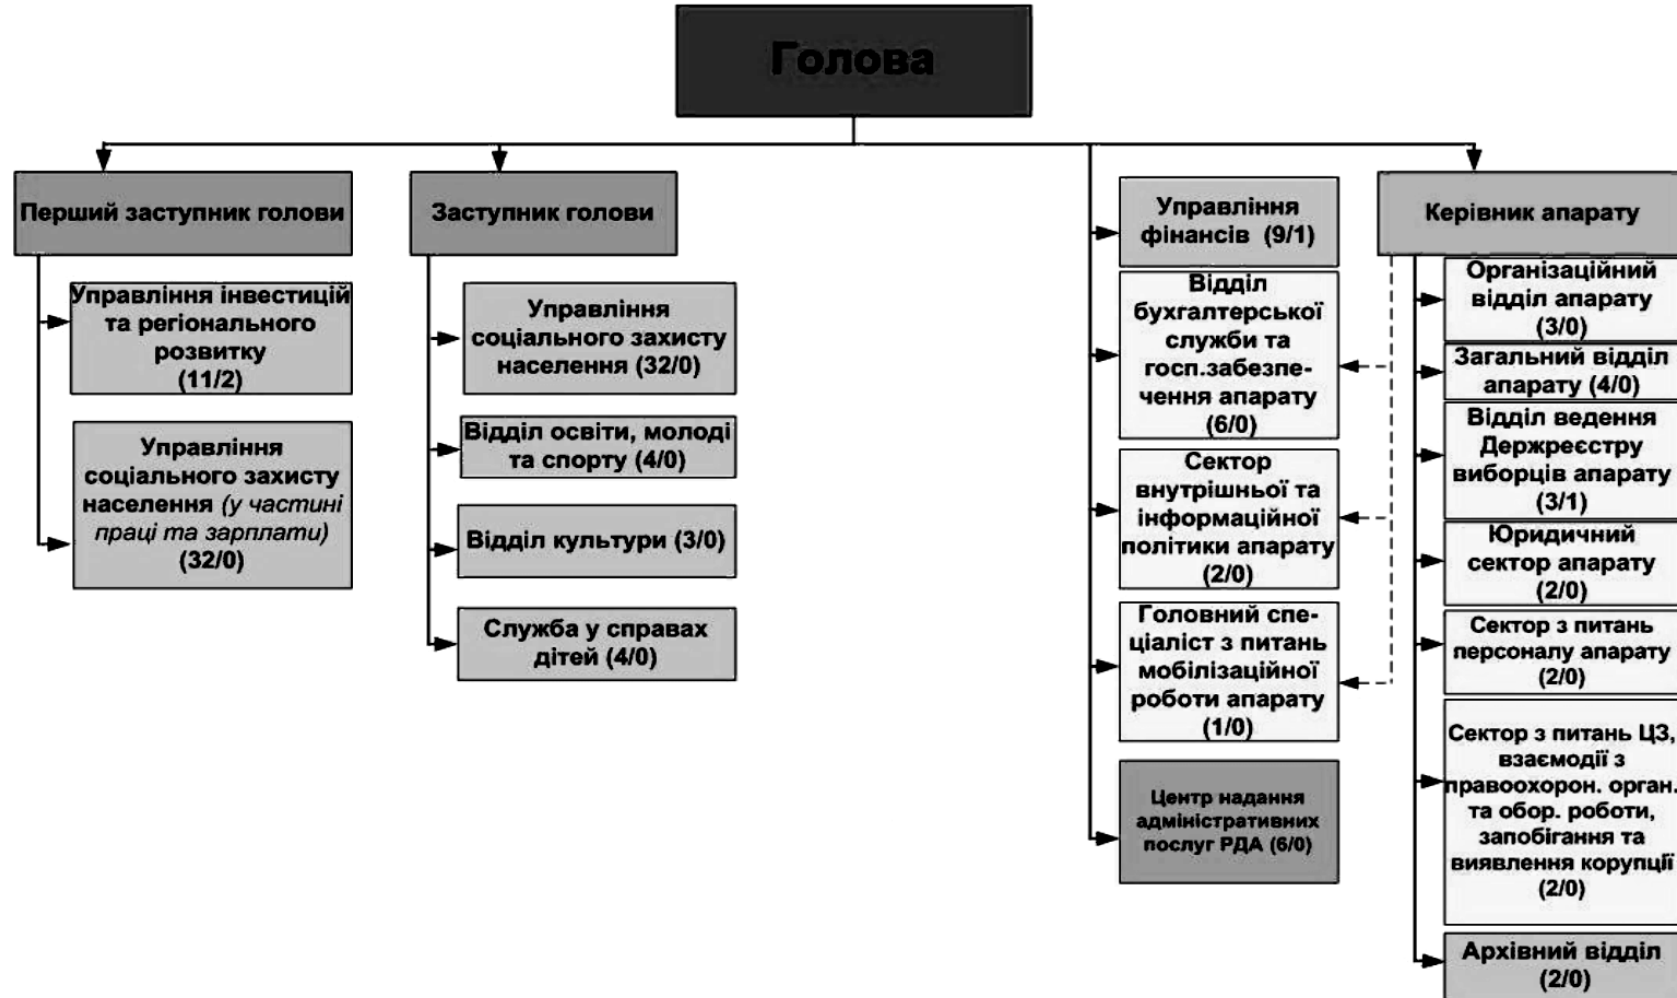 Голова
Перший заступник голови
Управління інвестицій
та регіонального
розвитку
(11/2)
Управління
соціального захисту
населення (у частині
праці та зарплати)
(32/0)
Заступник голови
Управління
соціального захисту
населення (32/0)
Відділ освіти, молоді
та спорту (4/0)
Відділ культури (3/0)
Служба у справах
дітей (4/0)
Управління
фінансів (9/1)
Відділ
бухгалтерської
служби та
госп.забезпе-
чення апарату
(6/0)
Сектор
внутрішньої та
інформаційної
політики апарату
(2/0)
Головний спе-
ціаліст з питань
мобілізаційної
роботи апарату
(1/0)
Центр надання
адміністративних
послуг РДА (6/0)
Керівник апарату
Організаційний
відділ апарату
(3/0)
Загальний відділ
апарату (4/0)
Відділ ведення
Держреєстру
виборців апарату
(3/1)
Юридичний
сектор апарату
(2/0)
Сектор з питань
персоналу апарату
(2/0)
Сектор з питань ЦЗ,
взаємодії з
правоохорон. орган.
та обор. роботи,
запобігання та
виявлення корупції
(2/0)
Архівний відділ
(2/0)